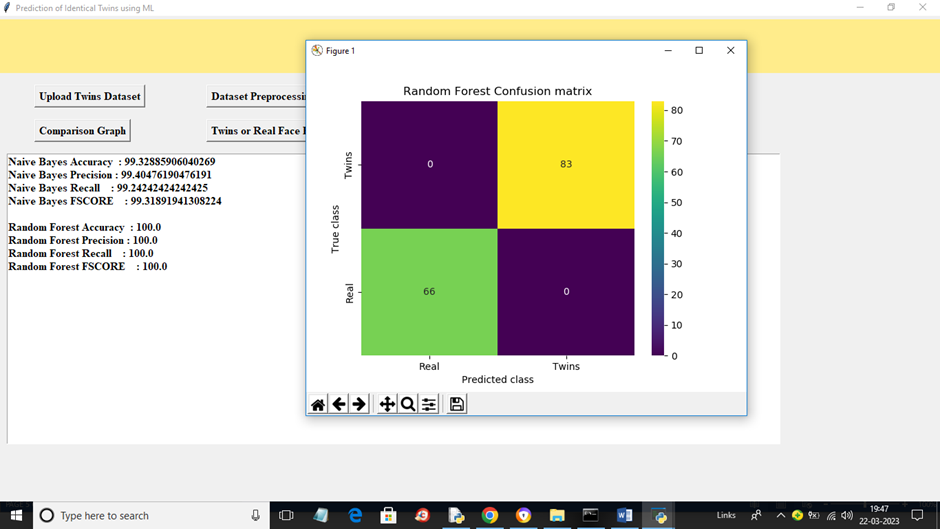 Prediction of Identical Twins using ML
Figure 1
Upload Twins Dataset
Dataset
Comparison Graph
Twins or Real Face
Random Forest Confusion matrix
Naive Bayes Accuracy : 99.32885906040269
Naive Bayes Precision : 99.40476190476191
Naive Bayes Recall : 99.24242424242425
Naive Bayes FSCORE : 99.31891941308224
Random Forest Accuracy : 100.0
Random Forest Precision : 100.0
Random Forest Recall : 100.0
Random Forest FSCORE : 100.0
True class
Twins
Real
0
83
66
0
80
70
60
50
40
30
20
10
0
Real
Twins
Predicted class
Type here to search
Links
19:47
22-03-2023